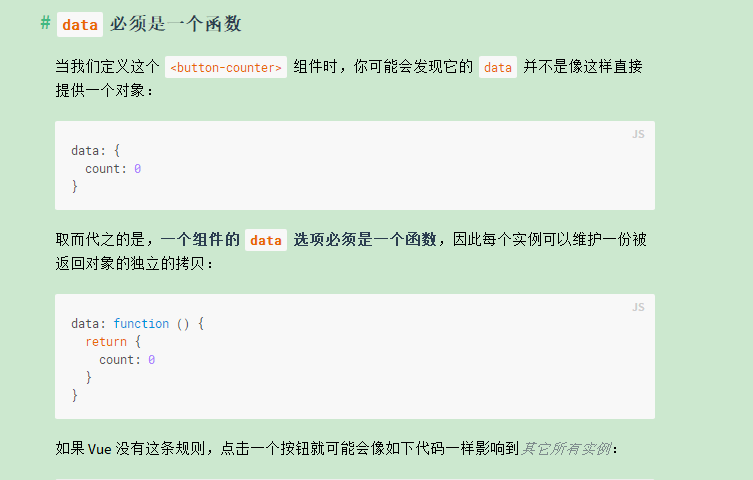 # data 必须是一个函数
当我们定义这个 <button-counter> 组件时，你可能会发现它的 data 并不是像这样直接
提供一个对象：
JS
data: {
  count: 0
}
取而代之的是，一个组件的 data 选项必须是一个函数，因此每个实例可以维护一份被
返回对象的独立的拷贝：
JS
data: function () {
  return {
    count: 0
  }
}
如果 Vue 没有这条规则，点击一个按钮就可能会像如下代码一样影响到其它所有实例：